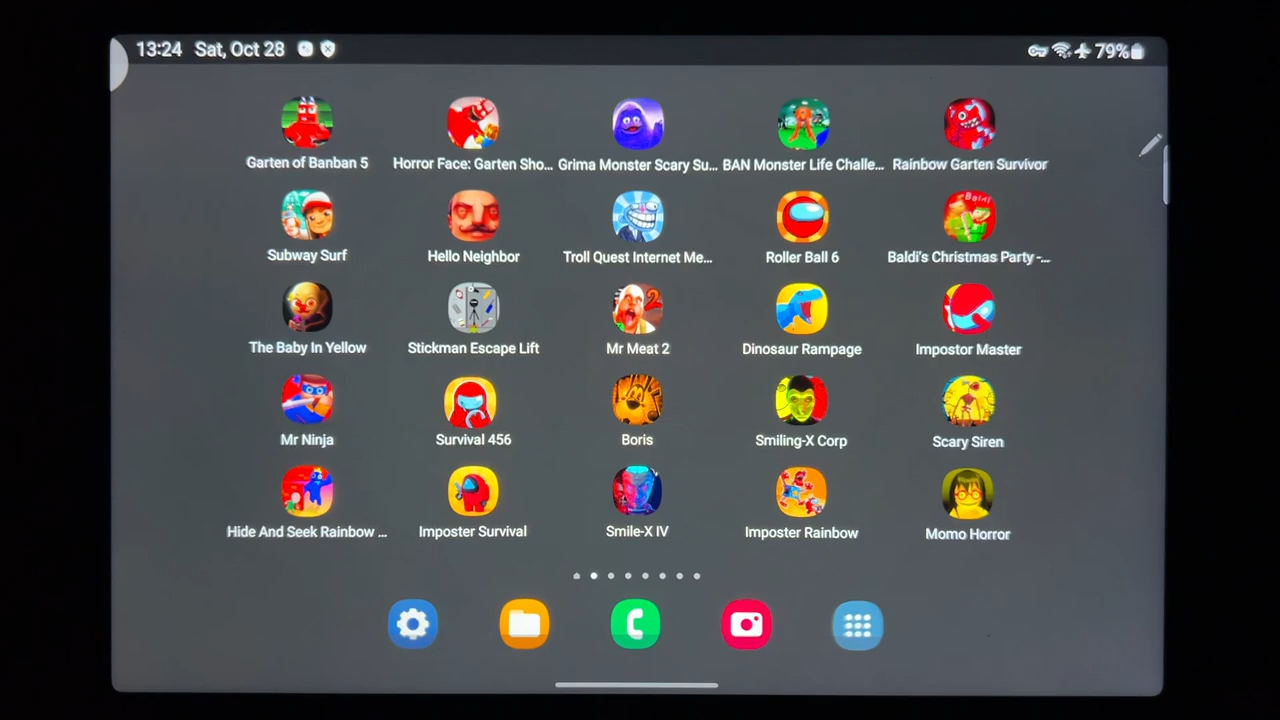 13:24 Sat, Oct 28 79%
Garten of Banban 5
Horror Face: Garten Sho...
Grima Monster Scary Su...
BAN Monster Life Challe...
Rainbow Garten Survivor
Subway Surf
Hello Neighbor
Troll Quest Internet Me...
Roller Ball 6
Baldi
Baldi's Christmas Party -...
2
The Baby In Yellow
Stickman Escape Lift
Mr Meat 2
Dinosaur Rampage
Impostor Master
Mr Ninja
Survival 456
Boris
Smiling-X Corp
Scary Siren
Hide And Seek Rainbow ...
Imposter Survival
Smile-X IV
Imposter Rainbow
Momo Horror